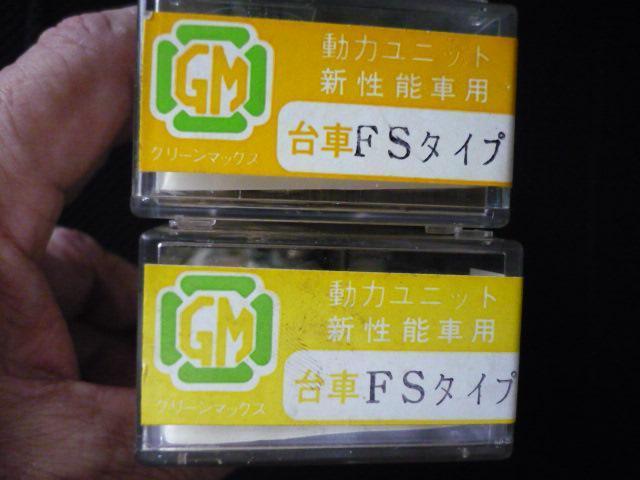 GM
グリーンマックス
動力ユニット
新性能車用
台車FSタイプ
GM
グリーンマックス
動力ユニット
新性能車用
台車FSタイプ